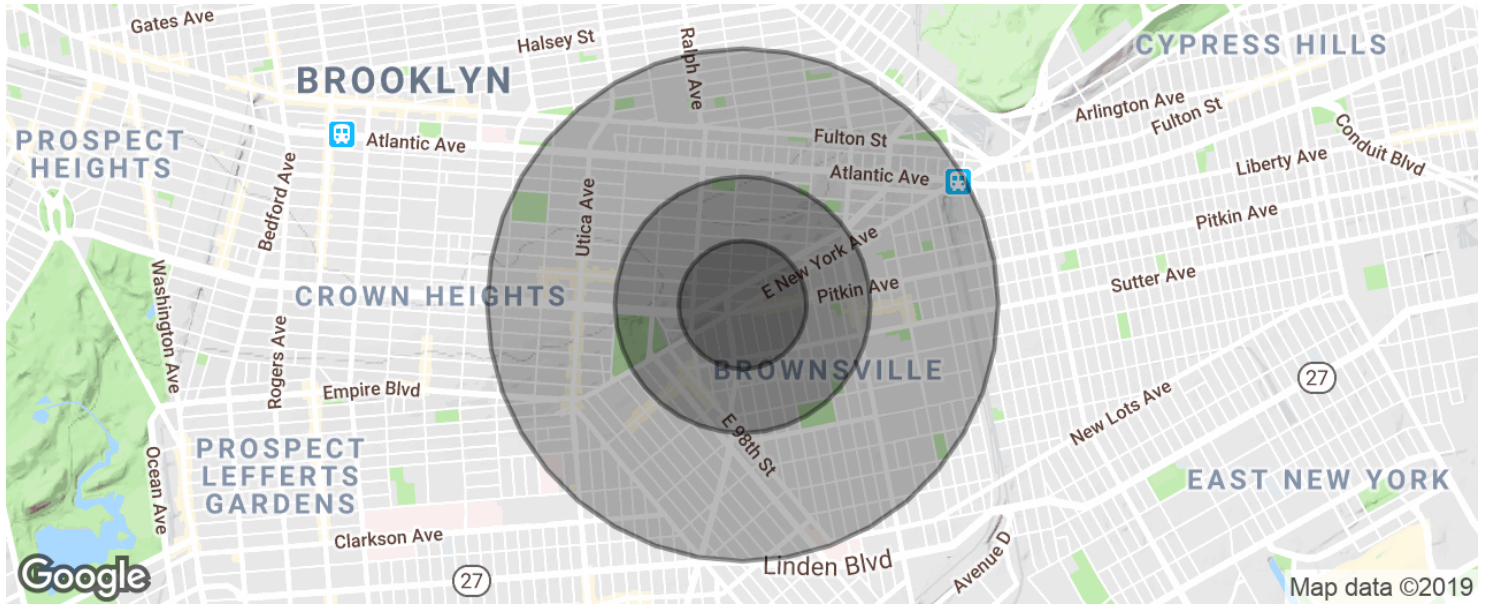 Gates Ave
Halsey St
Ralph Ave
CYPRESS HILLS
BROOKLYN
Arlington Ave
Fulton St
Conduit Blvd
PROSPECT
HEIGHTS
Atlantic Ave
Fulton St
Atlantic Ave
Liberty Ave
Bedford Ave
Utica Ave
Pitkin Ave
E New York Ave
Washington Ave
CROWN HEIGHTS
Pitkin Ave
Sutter Ave
Rogers Ave
BROWNSVILLE
27
Empire Blvd
New Lots Ave
E 98th St
PROSPECT
LEFFERTS
GARDENS
Ocean Ave
EAST NEW YORK
Clarkson Ave
Linden Blvd
Avenue D
27
Google
Map data ©2019